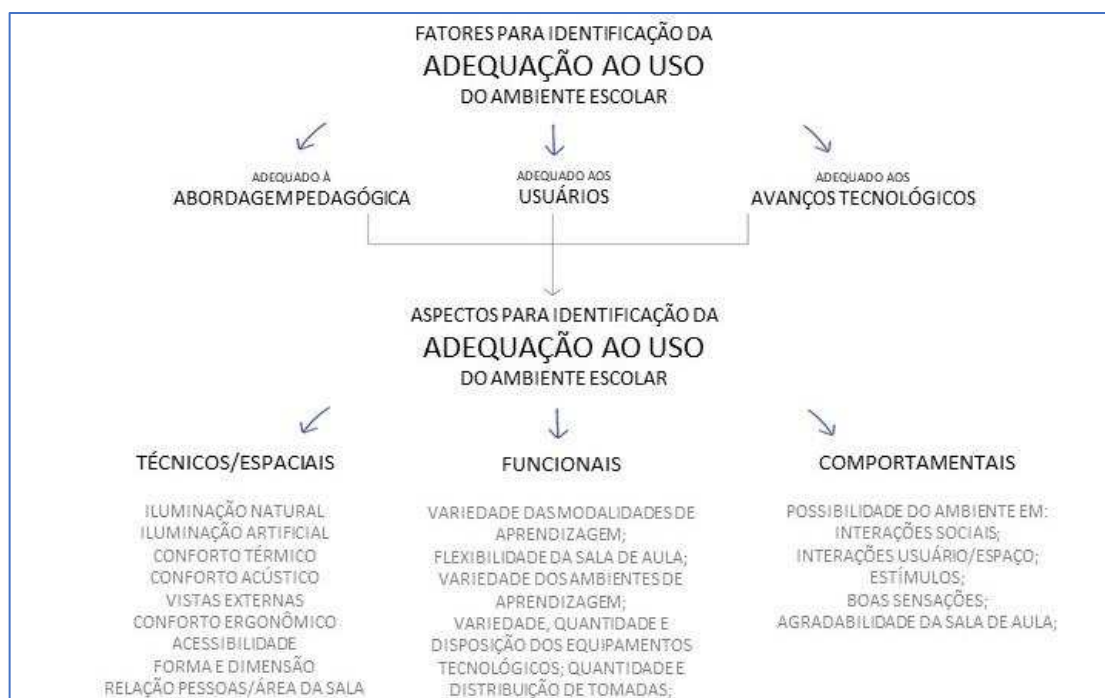 FATORES PARA IDENTIFICAÇÃO DA
ADEQUAÇÃO AO USO
DO AMBIENTE ESCOLAR
ADEQUADO À
ABORDAGEM PEDAGÓGICA
ADEQUADO AOS
USUÁRIOS
ADEQUADO AOS
AVANÇOS TECNOLÓGICOS
ASPECTOS PARA IDENTIFICAÇÃO DA
ADEQUAÇÃO AO USO
DO AMBIENTE ESCOLAR
TÉCNICOS/ESPACIAIS
ILUMINAÇÃO NATURAL
ILUMINAÇÃO ARTIFICIAL
CONFORTO TÉRMICO
CONFORTO ACÚSTICO
VISTAS EXTERNAS
CONFORTO ERGONÔMICO
ACESSIBILIDADE
FORMA E DIMENSÃO
RELAÇÃO PESSOAS/ÁREA DA SALA
FUNCIONAIS
VARIEDADE DAS MODALIDADES DE
APRENDIZAGEM;
FLEXIBILIDADE DA SALA DE AULA;
VARIEDADE DOS AMBIENTES DE
APRENDIZAGEM;
VARIEDADE, QUANTIDADE E
DISPOSIÇÃO DOS EQUIPAMENTOS
TECNOLÓGICOS; QUANTIDADE E
DISTRIBUIÇÃO DE TOMADAS;
COMPORTAMENTAIS
POSSIBILIDADE DO AMBIENTE EM:
INTERAÇÕES SOCIAIS;
INTERAÇÕES USUÁRIO/ESPAÇO;
ESTÍMULOS;
BOAS SENSAÇÕES;
AGRADABILIDADE DA SALA DE AULA;